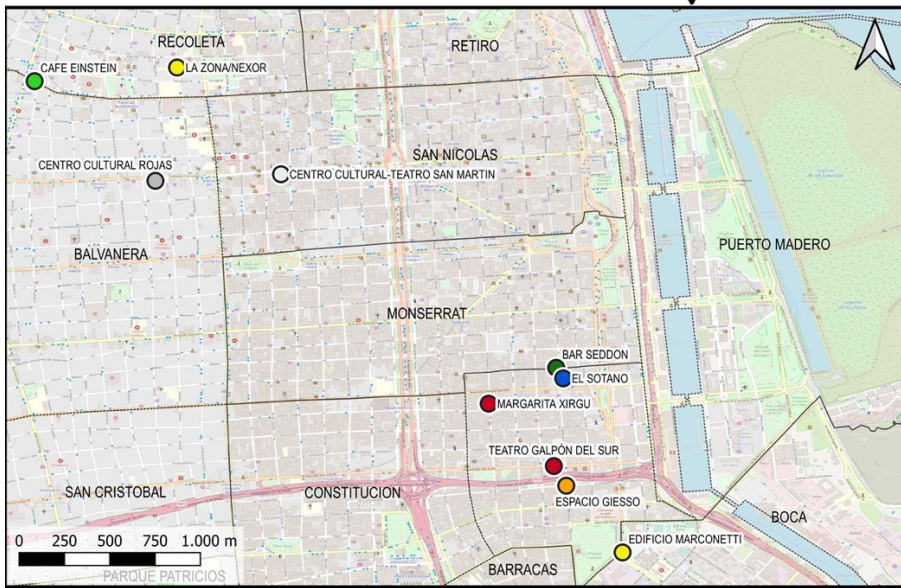 RECOLETA
RETIRO
CAFE EINSTEIN
LA ZONA/NEXOR
SAN NICOLAS
CENTRO CULTURAL ROJAS
CENTRO CULTURAL-TEATRO SAN MARTIN
PUERTO MADERO
BALVANERA
MONSERRAT
BAR SEDDON
EL SOTANO
MARGARITA XIRGU
TEATRO GALPÓN DEL SUR
SAN CRISTOBAL
CONSTITUCION
ESPACIO GIESSO
BOCA
EDIFICIO MARCONETTI
0 250 500 750 1.000 m
BARRACAS
PARQUE PATRICIOS